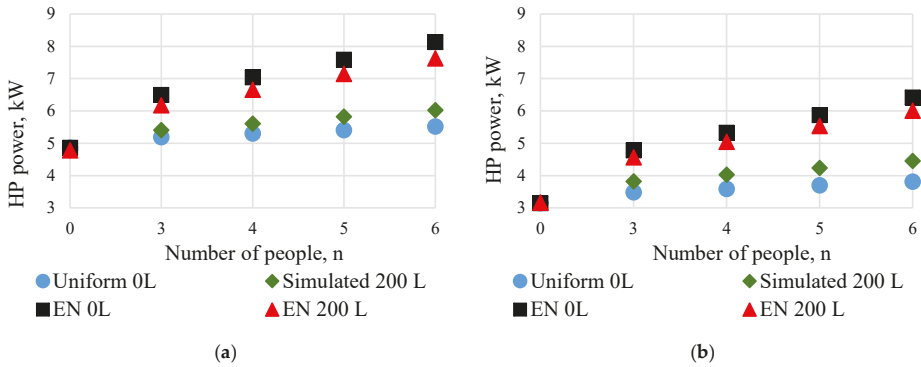 HP power, kW
9
8
7
6
5
4
3
0 3 4 5 6
Number of people, n
Uniform 0L Simulated 200 L
EN 0L EN 200 L
(a)
HP power, kW
9
8
7
6
5
4
3
0 3 4 5 6
Number of people, n
Uniform 0L Simulated 200 L
EN 0L EN 200 L
(b)